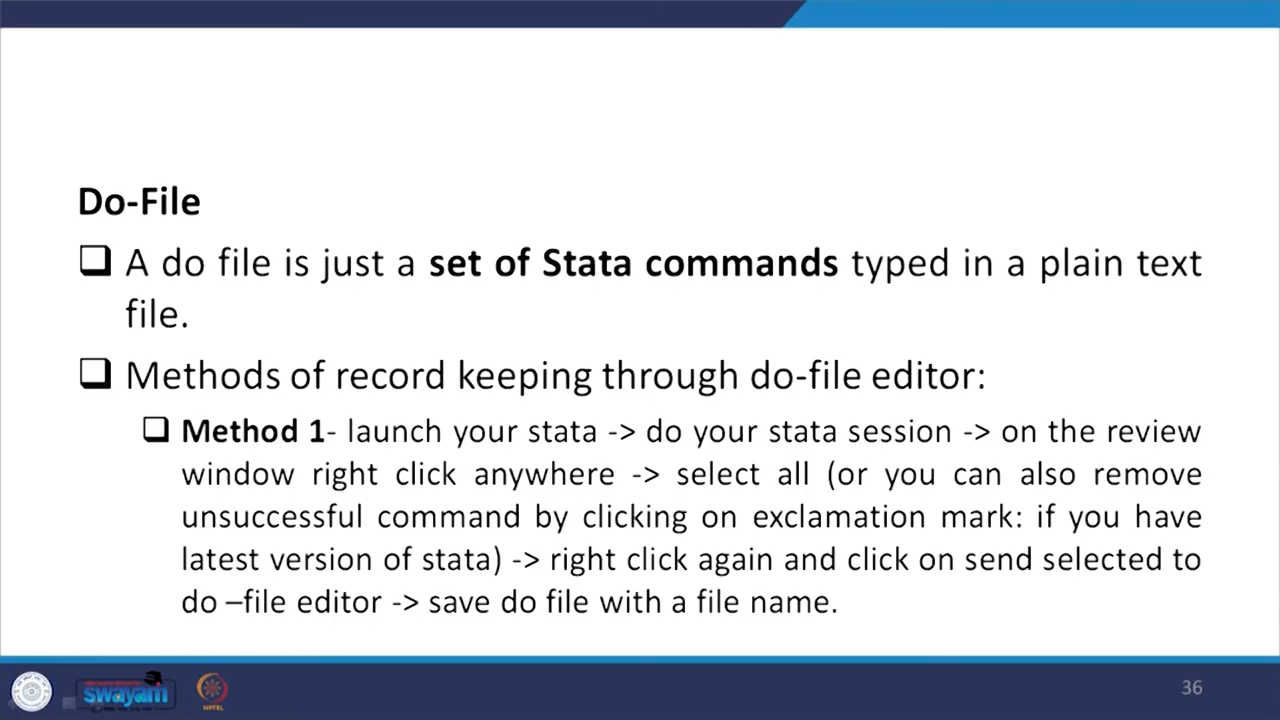 Do-File
A do file is just a set of Stata commands typed in a plain text
file.
Methods of record keeping through do-file editor:
Method 1- launch your stata -> do your stata session -> on the review
window right click anywhere -> select all (or you can also remove
unsuccessful command by clicking on exclamation mark: if you have
latest version of stata) -> right click again and click on send selected to
do –file editor -> save do file with a file name.
swayam
NPTEL
36